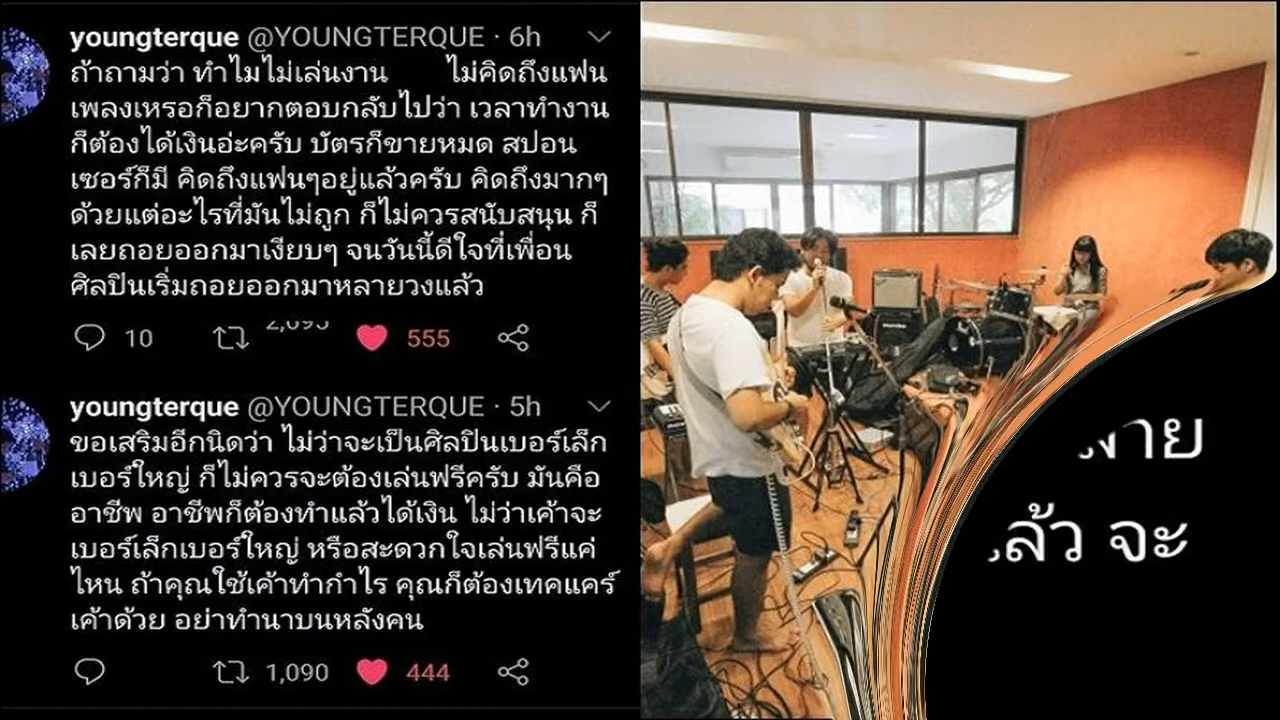 youngterque @YOUNGTERQUE · 6h
ถ้าถามว่า ทำไมไม่เล่นงาน ไม่คิดถึงแฟน
เพลงเหรอก็อยากตอบกลับไปว่า เวลาทำงาน
ก็ต้องได้เงินอ่ะครับ บัตรก็ขายหมด สปอน
เซอร์ก็มี คิดถึงแฟนๆอยู่แล้วครับ คิดถึงมากๆ
ด้วยแต่อะไรที่มันไม่ถูก ก็ไม่ควรสนับสนุน ก็
เลยถอยออกมาเงียบๆ จนวันนี้ดีใจที่เพื่อน
ศิลปินเริ่มถอยออกมาหลายวงแล้ว
10 555
youngterque @YOUNGTERQUE · 5h
ขอเสริมอีกนิดว่า ไม่ว่าจะเป็นศิลปินเบอร์เล็ก
เบอร์ใหญ่ ก็ไม่ควรจะต้องเล่นฟรีครับ มันคือ
อาชีพ อาชีพก็ต้องทำแล้วได้เงิน ไม่ว่าเค้าจะ
เบอร์เล็กเบอร์ใหญ่ หรือสะดวกใจเล่นฟรีแค่
ไหน ถ้าคุณใช้เค้าทำกำไร คุณก็ต้องเทคแคร์
เค้าด้วย อย่าทำนาบนหลังคน
1,090 444
จะ